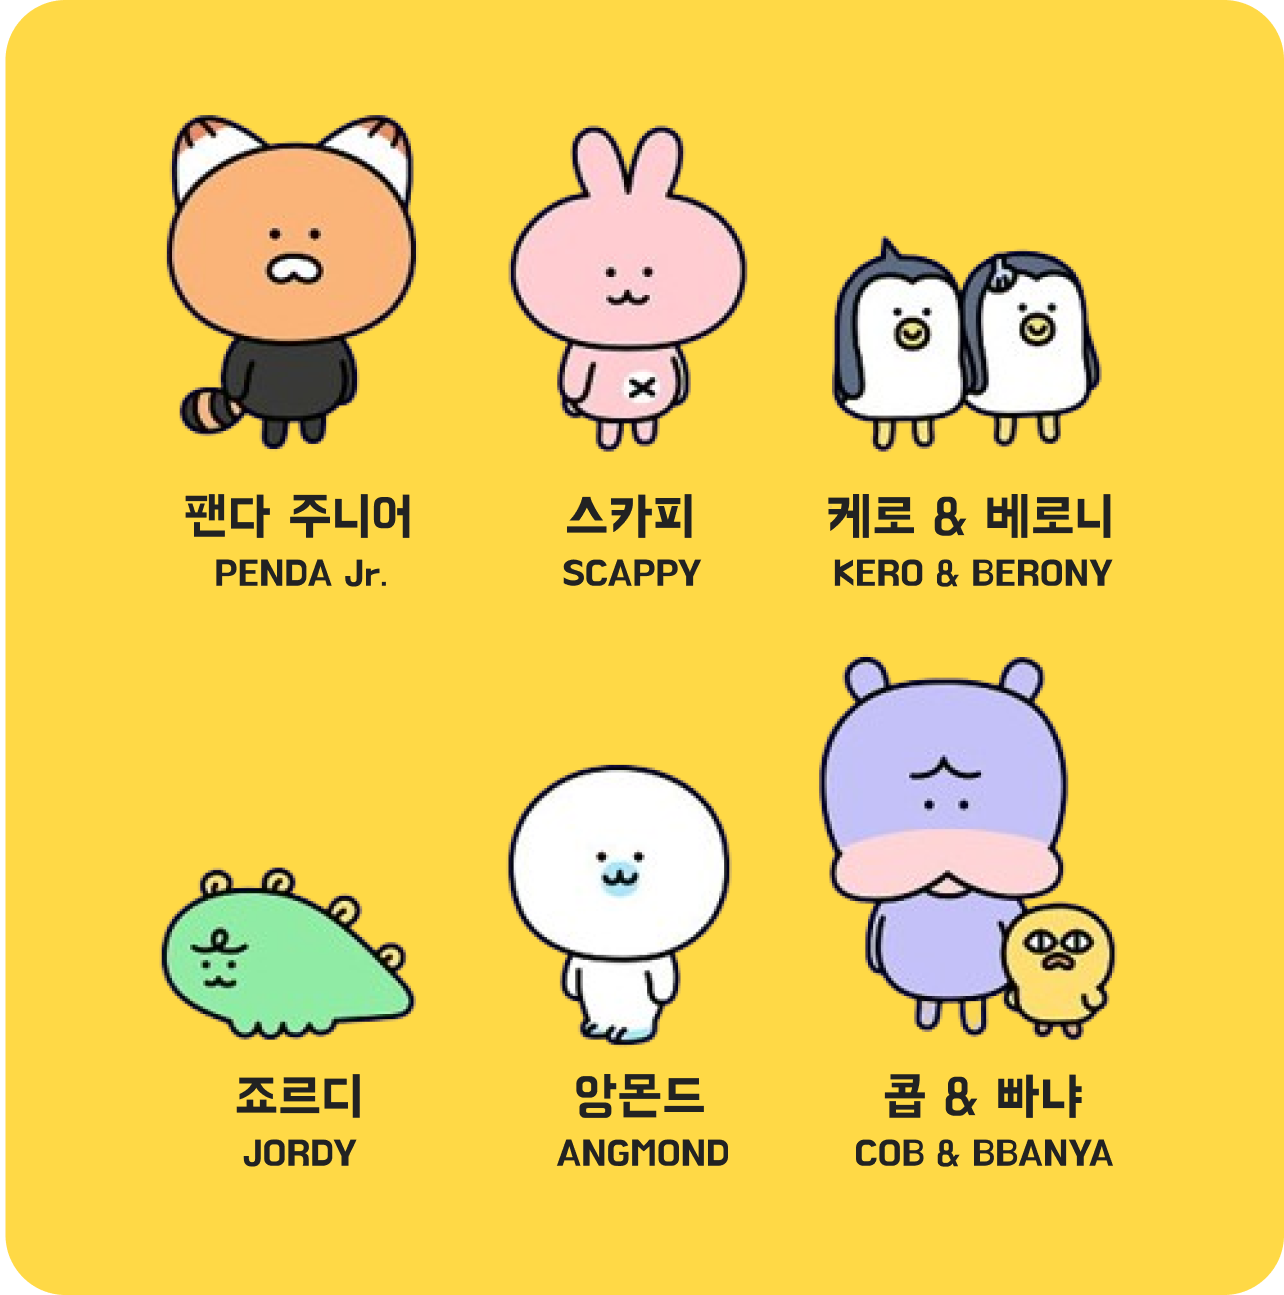 팬다 주니어
PENDA Jr.
스카피
SCAPPY
케로 & 베로니
KERO & BERONY
죠르디
JORDY
앙몬드
ANGMOND
콥 & 빠냐
COB & BBANYA